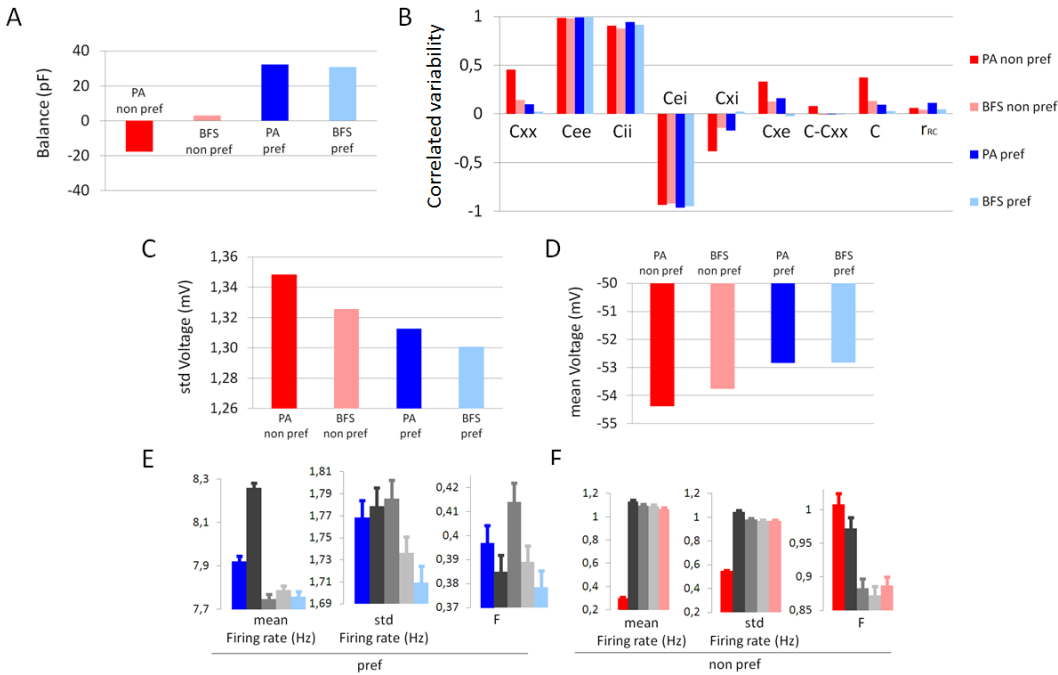 A
Balance (pF)
40
20
0
-20
-40
PA
non pref
BFS
non pref
PA
pref
BFS
pref
B
Correlated variability
1
0,5
0
-0,5
-1
Cxx
Cee
Cii
Cei
Cxi
Cxe
C-Cxx
C
rRC
PA non pref
BFS non pref
PA pref
BFS pref
C
std Voltage (mV)
1,36
1,34
1,32
1,30
1,28
1,26
PA
non pref
BFS
non pref
PA
pref
BFS
pref
D
mean Voltage (mV)
PA
non pref
BFS
non pref
PA
pref
BFS
pref
-50
-51
-52
-53
-54
-55
E
8,3
8,1
7,9
7,7
mean
Firing rate (Hz)
1,81
1,79
1,77
1,75
1,73
1,71
1,69
std
Firing rate (Hz)
0,42
0,41
0,4
0,39
0,38
0,37
F
pref
F
1,2
1
0,8
0,6
0,4
0,2
mean
Firing rate (Hz)
1,2
1
0,8
0,6
0,4
0,2
std
Firing rate (Hz)
1
0,95
0,9
0,85
F
non pref